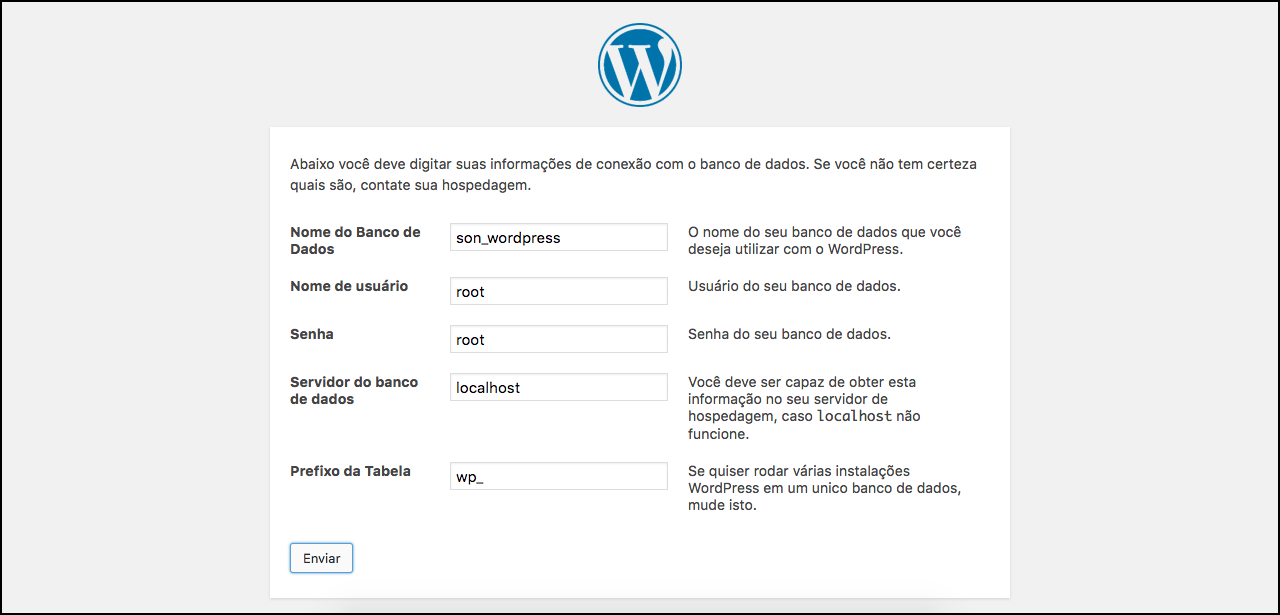 W
Abaixo você deve digitar suas informações de conexão com o banco de dados. Se você não tem certeza
quais são, contate sua hospedagem.
Nome do Banco de
Dados
son_wordpress
O nome do seu banco de dados que você
deseja utilizar com o WordPress.
Nome de usuário
root
Usuário do seu banco de dados.
Senha
root
Senha do seu banco de dados.
Servidor do banco
de dados
localhost
Você deve ser capaz de obter esta
informação no seu servidor de
hospedagem, caso localhost não
funcione.
Prefixo da Tabela
wp_
Se quiser rodar várias instalações
WordPress em um unico banco de dados,
mude isto.
Enviar